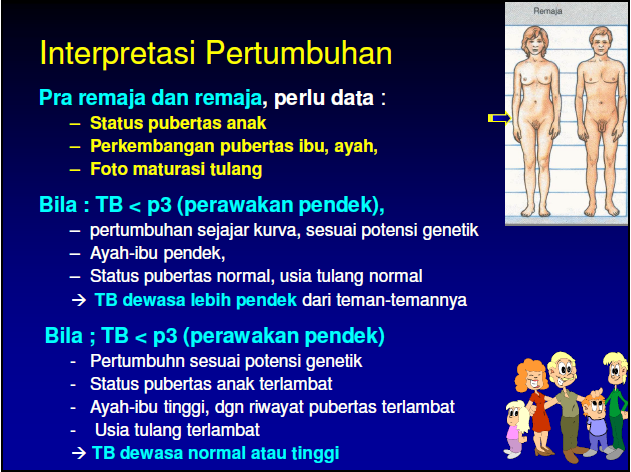 Remaja
Interpretasi Pertumbuhan
Pra remaja dan remaja, perlu data :
– Status pubertas anak
– Perkembangan pubertas ibu, ayah,
– Foto maturasi tulang
Bila : TB < p3 (perawakan pendek),
– pertumbuhan sejajar kurva, sesuai potensi genetik
– Ayah-ibu pendek,
– Status pubertas normal, usia tulang normal
→ TB dewasa lebih pendek dari teman-temannya
Bila ; TB < p3 (perawakan pendek)
- Pertumbuhn sesuai potensi genetik
- Status pubertas anak terlambat
- Ayah-ibu tinggi, dgn riwayat pubertas terlambat
- Usia tulang terlambat
→ TB dewasa normal atau tinggi